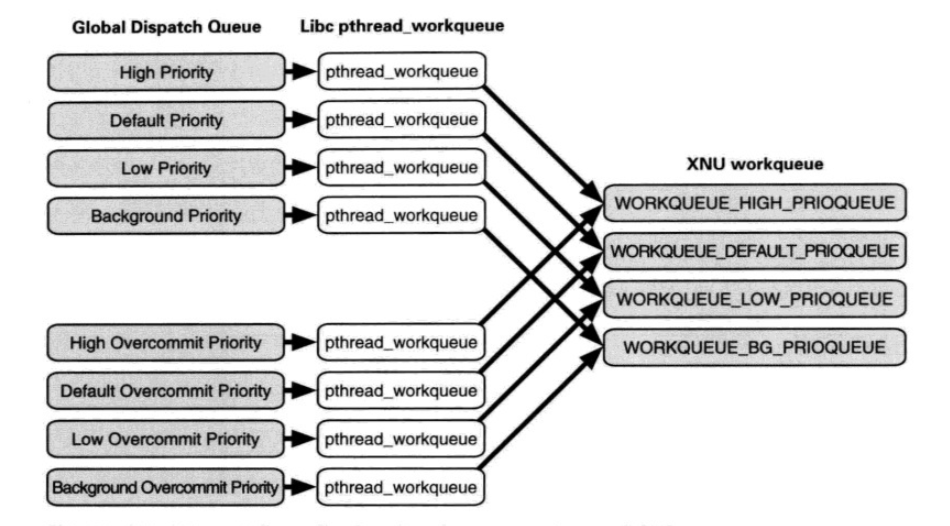 Global Dispatch Queue
Libc pthread_workqueue
High Priority
pthread_workqueue
Default Priority
pthread_workqueue
Low Priority
pthread_workqueue
Background Priority
pthread_workqueue
XNU workqueue
WORKQUEUE_HIGH_PRIOQUEUE
WORKQUEUE_DEFAULT_PRIOQUEUE
WORKQUEUE_LOW_PRIOQUEUE
WORKQUEUE_BG_PRIOQUEUE
High Overcommit Priority
pthread_workqueue
Default Overcommit Priority
pthread_workqueue
Low Overcommit Priority
pthread_workqueue
Background Overcommit Priority
pthread_workqueue